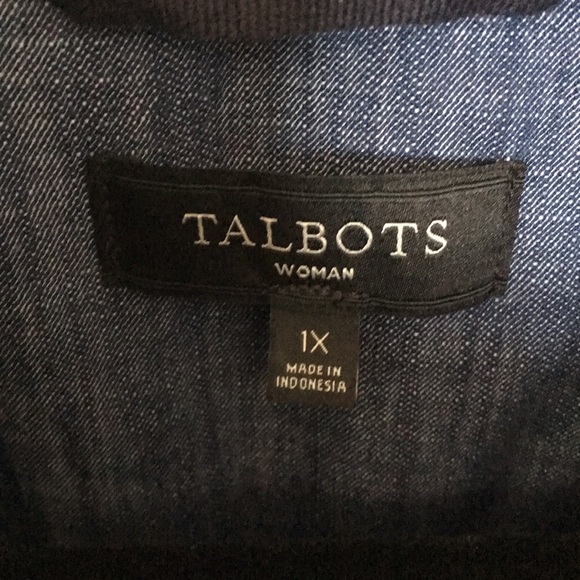 TALBOTS
WOMAN
1X
MADE IN
INDONESIA